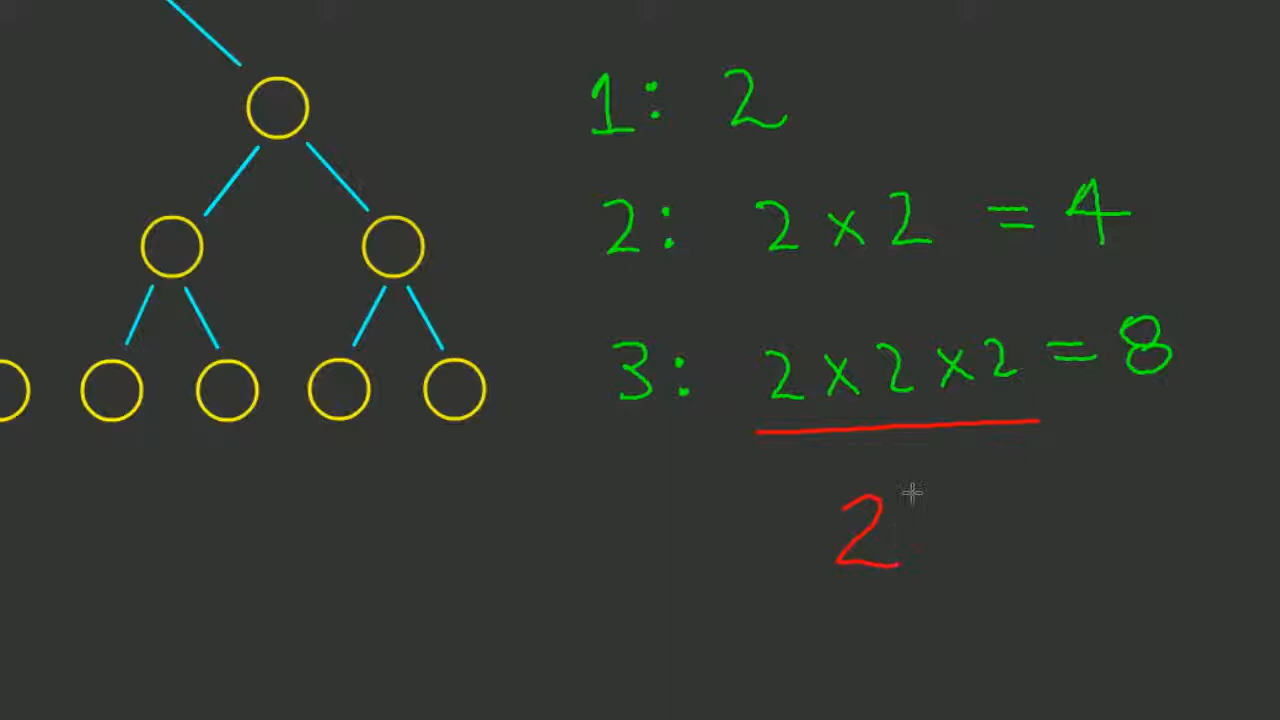 1: 2
2: 2 × 2 = 4
3: 2 × 2 × 2 = 8
2